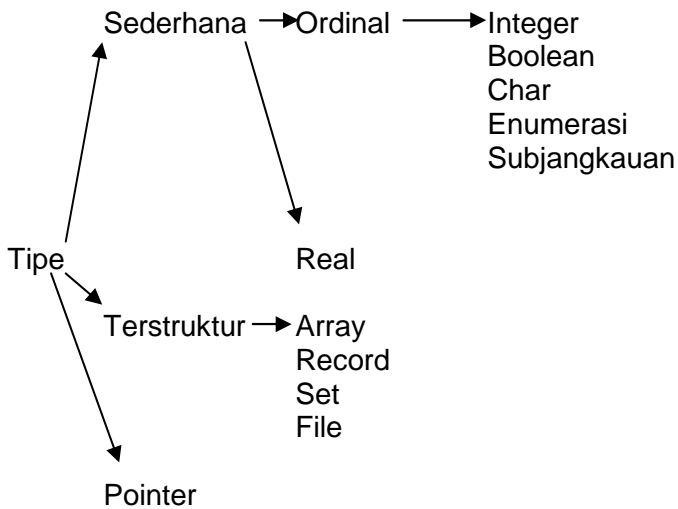 Sederhana Ordinal Integer
Boolean
Char
Enumerasi
Subjangkauan
Tipe Real
Terstruktur Array
Record
Set
File
Pointer